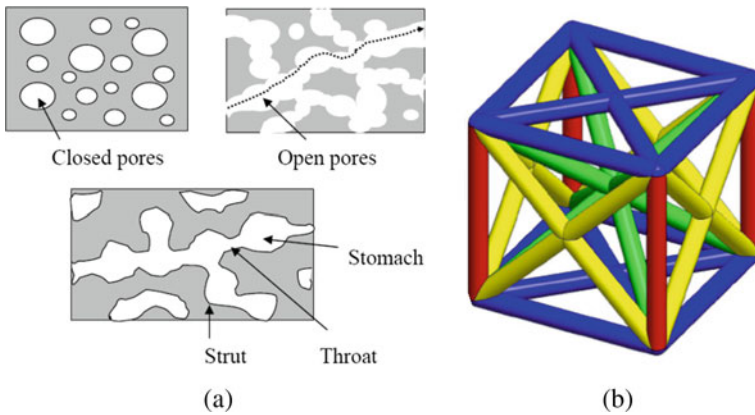 Closed pores
Open pores
Stomach
Strut
Throat
(a)
(b)